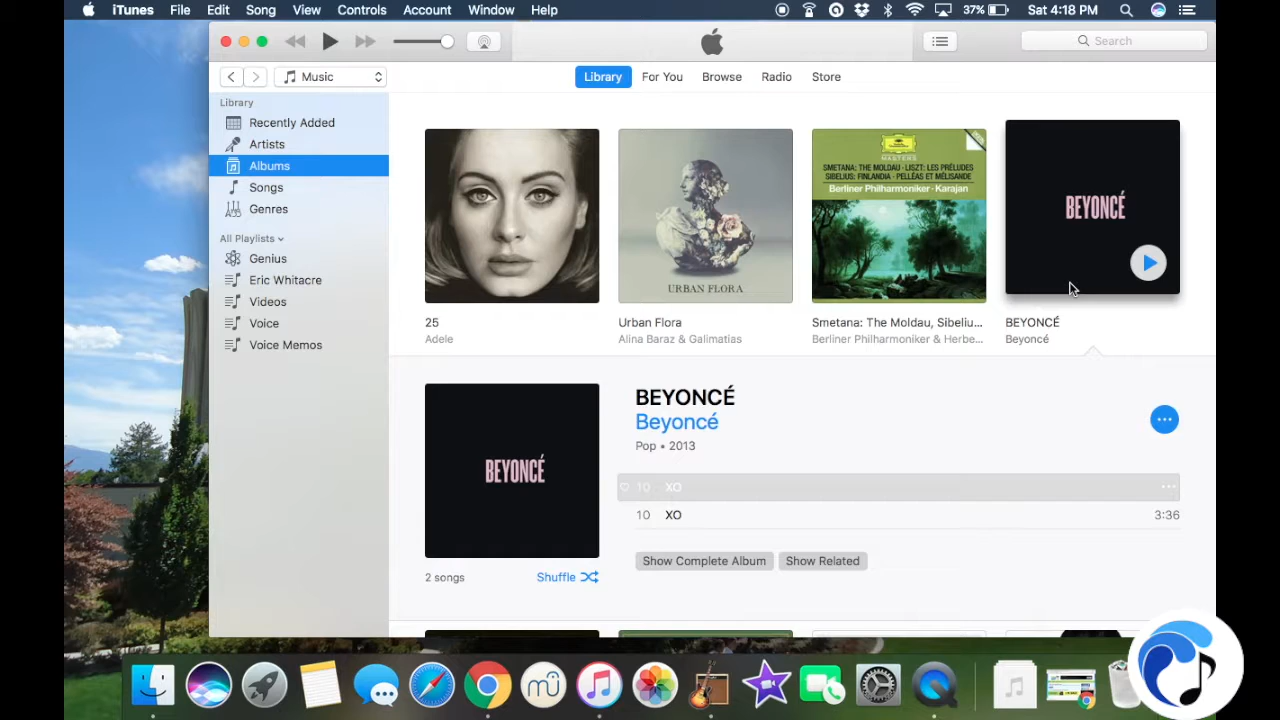 iTunes File Edit Song View Controls Account Window Help 37% Sat 4:18 PM
Search
Music Library For You Browse Radio Store
Library
Recently Added
Artists
Albums
Songs
Genres
All Playlists
Genius
Eric Whitacre
Videos
Voice
Voice Memos
URBAN FLORA
MASTERS
SMETANA: THE MOLDAU · LISZT: LES PRÉLUDES
SIBELIUS: FINLANDIA · PELLÉAS ET MÉLISANDE
Berliner Philharmoniker · Karajan
BEYONCÉ
25
Adele
Urban Flora
Alina Baraz & Galimatias
Smetana: The Moldau, Sibeliu...
Berliner Philharmoniker & Herbe...
BEYONCÉ
Beyoncé
BEYONCÉ
2 songs
Shuffle
BEYONCÉ
Beyoncé
Pop • 2013
10 XO
10 XO 3:36
Show Complete Album Show Related